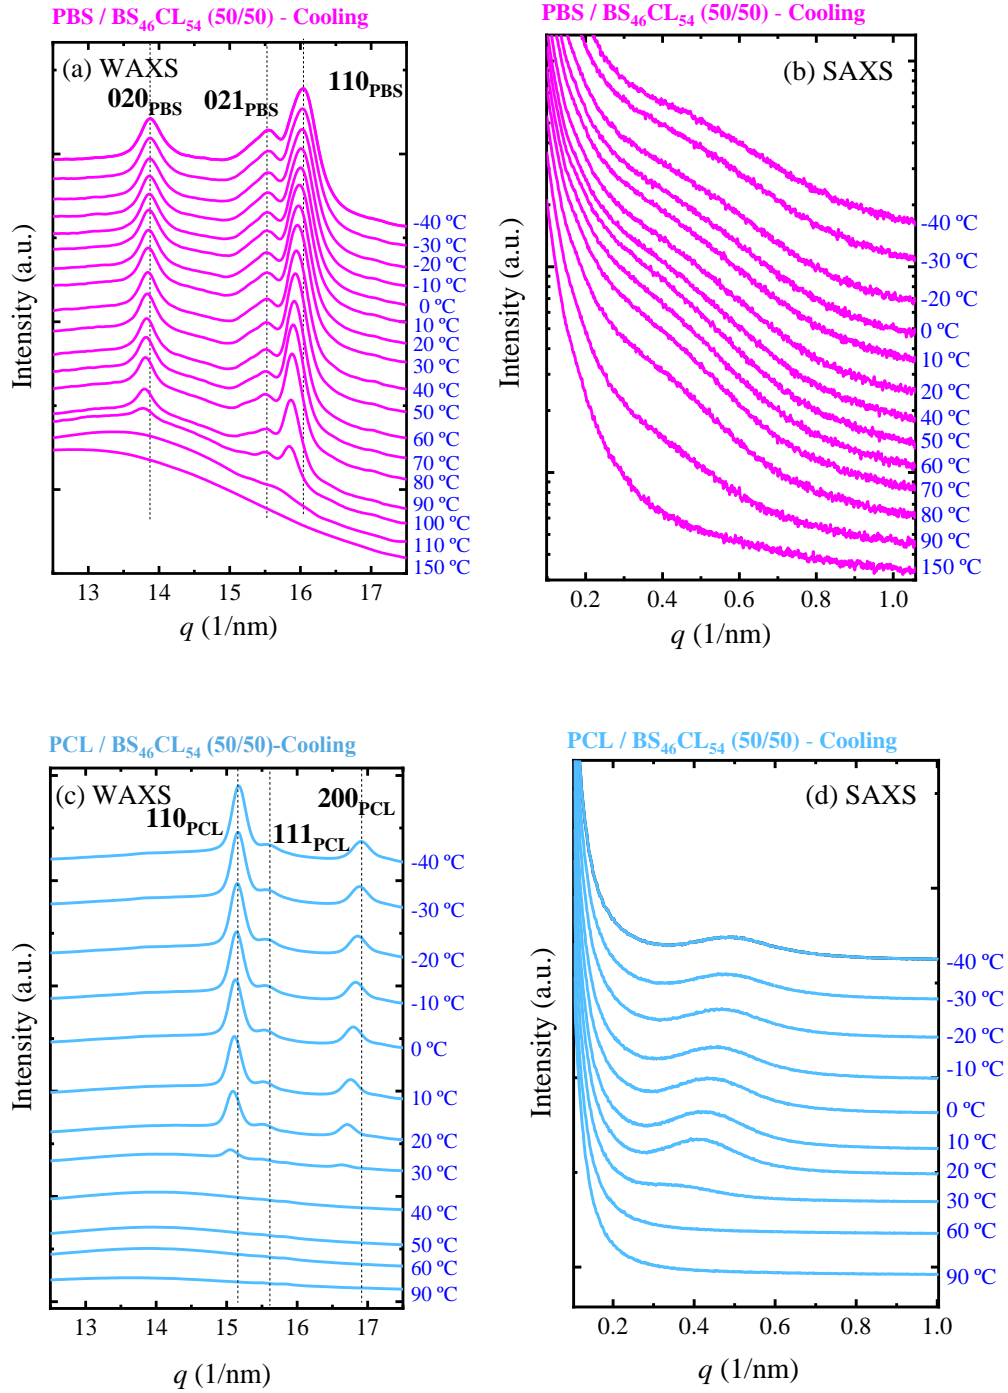 PBS / BS46CL54 (50/50) - Cooling
(a) WAXS
020PBS
021PBS
110PBS
-40 ºC
-30 ºC
-20 ºC
-10 ºC
0 ºC
10 ºC
20 ºC
30 ºC
40 ºC
50 ºC
60 ºC
70 ºC
80 ºC
90 ºC
100 ºC
110 ºC
150 ºC
Intensity (a.u.)
13 14 15 16 17
q (1/nm)
PBS / BS46CL54 (50/50) - Cooling
(b) SAXS
-40 ºC
-30 ºC
-20 ºC
0 ºC
10 ºC
20 ºC
40 ºC
50 ºC
60 ºC
70 ºC
80 ºC
90 ºC
150 ºC
Intensity (a.u.)
0.2 0.4 0.6 0.8 1.0
q (1/nm)
PCL / BS46CL54 (50/50)-Cooling
(c) WAXS
110PCL
111PCL
200PCL
-40 ºC
-30 ºC
-20 ºC
-10 ºC
0 ºC
10 ºC
20 ºC
30 ºC
40 ºC
50 ºC
60 ºC
90 ºC
Intensity (a.u.)
13 14 15 16 17
q (1/nm)
PCL / BS46CL54 (50/50) - Cooling
(d) SAXS
-40 ºC
-30 ºC
-20 ºC
-10 ºC
0 ºC
10 ºC
20 ºC
30 ºC
60 ºC
90 ºC
Intensity (a.u.)
0.2 0.4 0.6 0.8 1.0
q (1/nm)